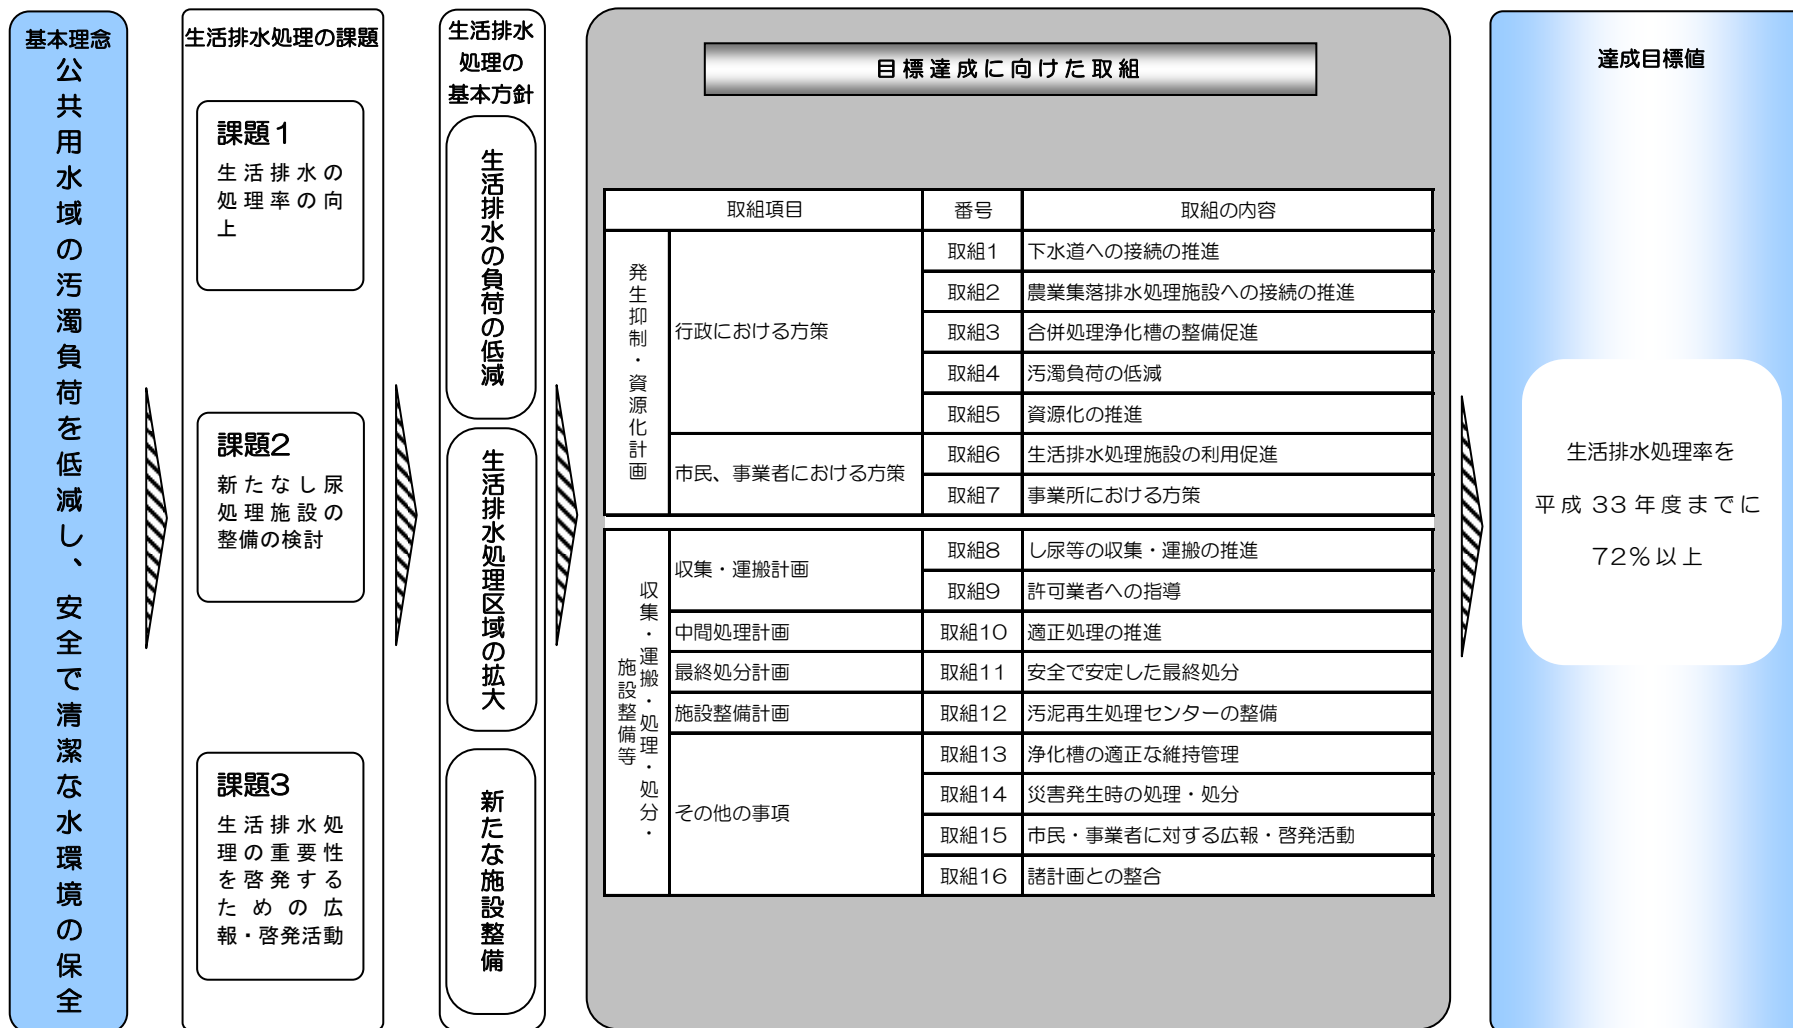 基本理念
公共用水域の汚濁負荷を低減し、安全で清潔な水環境の保全
生活排水処理の課題
課題1
生活排水の
処理率の向
上
課題2
新たなし尿
処理施設の
整備の検討
課題3
生活排水処
理の重要性
を啓発する
ための広
報・啓発活動
生活排水
処理の
基本方針
生活排水の負荷の低減
生活排水処理区域の拡大
新たな施設整備
目標達成に向けた取組
取組項目 番号 取組の内容
発生抑制・資源化計画
行政における方策
取組1 下水道への接続の推進
取組2 農業集落排水処理施設への接続の推進
取組3 合併処理浄化槽の整備促進
取組4 汚濁負荷の低減
取組5 資源化の推進
市民、事業者における方策
取組6 生活排水処理施設の利用促進
取組7 事業所における方策
収集・運搬・処理・処分・
施設整備等
収集・運搬計画
取組8 し尿等の収集・運搬の推進
取組9 許可業者への指導
中間処理計画 取組10 適正処理の推進
最終処分計画 取組11 安全で安定した最終処分
施設整備計画 取組12 汚泥再生処理センターの整備
その他の事項
取組13 浄化槽の適正な維持管理
取組14 災害発生時の処理・処分
取組15 市民・事業者に対する広報・啓発活動
取組16 諸計画との整合
達成目標値
生活排水処理率を
平成33年度までに
72％以上